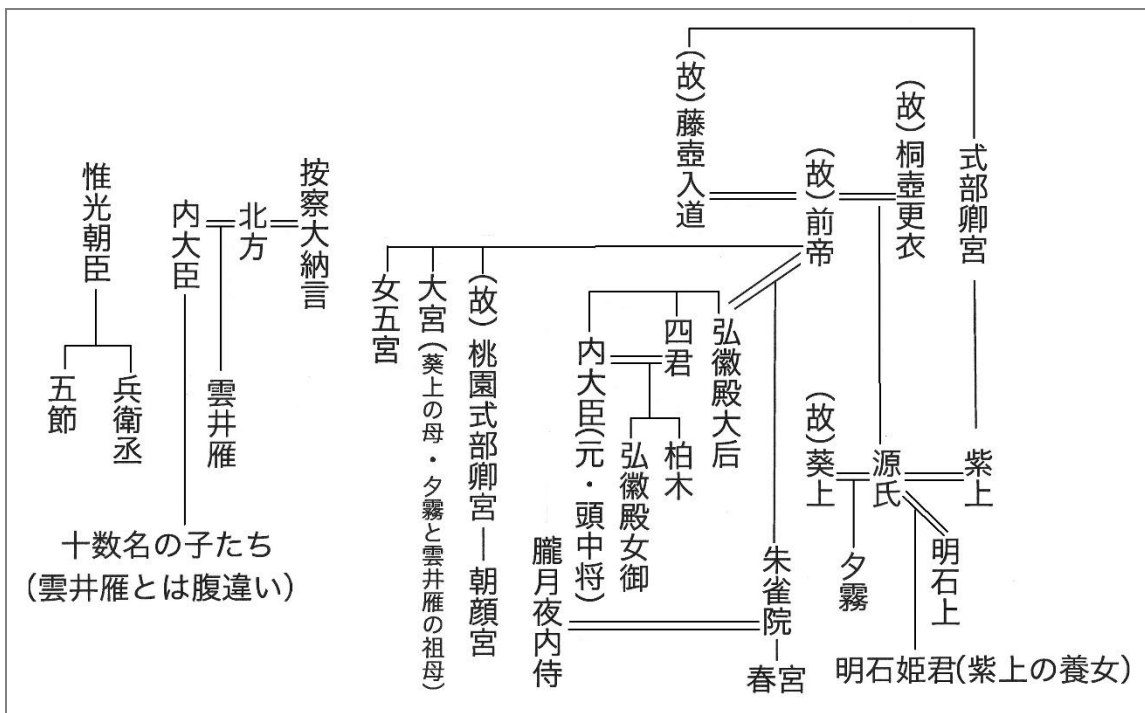 式部卿宮
(故)桐壺更衣
(故)前帝
(故)藤壺入道
紫上
源氏
(故)葵上
明石上
夕霧
明石姫君(紫上の養女)
弘徽殿大后
四君
内大臣(元・頭中将)
柏木
弘徽殿女御
朱雀院
朧月夜内侍
春宮
(故)桃園式部卿宮
朝顔宮
大宮(葵上の母・夕霧と雲井雁の祖母)
女五宮
按察大納言
北方
内大臣
雲井雁
十数名の子たち
(雲井雁とは腹違い)
惟光朝臣
兵衛丞
五節